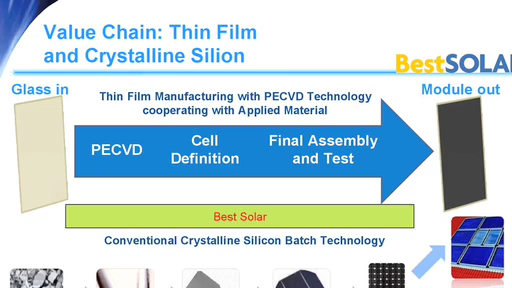 Value Chain: Thin Film
and Crystalline Silion
BestSOLAR
Glass in
Thin Film Manufacturing with PECVD Technology
cooperating with Applied Material
Module out
PECVD
Cell
Definition
Final Assembly
and Test
Best Solar
Conventional Crystalline Silicon Batch Technology